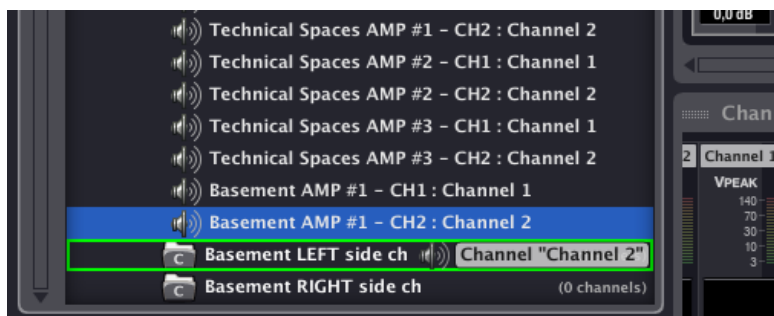 0,0 dB
Technical Spaces AMP #1 – CH2 : Channel 2
Technical Spaces AMP #2 – CH1 : Channel 1
Technical Spaces AMP #2 – CH2 : Channel 2
Technical Spaces AMP #3 – CH1 : Channel 1
Technical Spaces AMP #3 – CH2 : Channel 2
Basement AMP #1 – CH1 : Channel 1
Basement AMP #1 – CH2 : Channel 2
C Basement LEFT side ch Channel "Channel 2"
C Basement RIGHT side ch (0 channels)
Chan
2 Channel 1
VPEAK
140
70
30
10
3